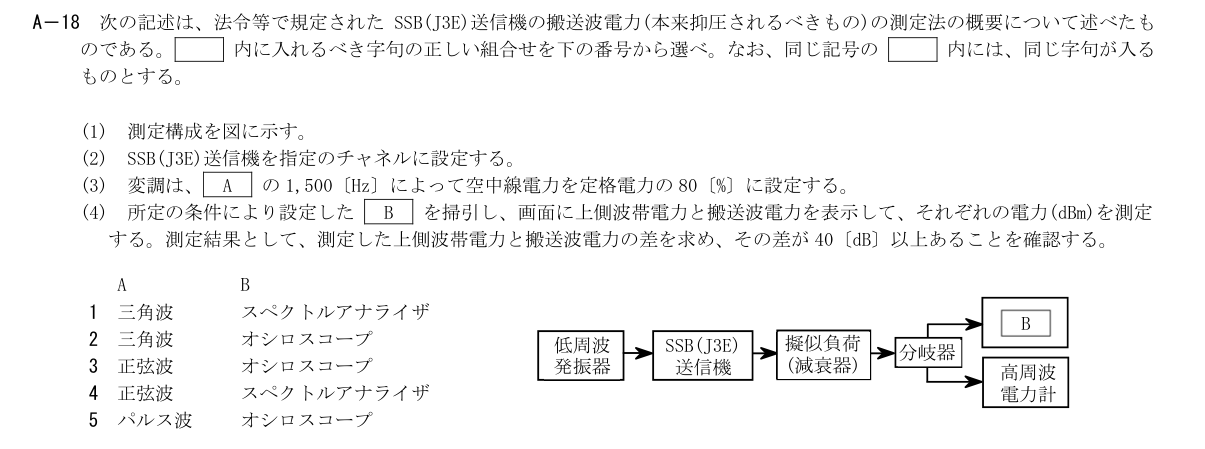 A－18 次の記述は、法令等で規定された SSB(J3E)送信機の搬送波電力(本来抑圧されるべきもの)の測定法の概要について述べたも
のである。 内に入れるべき字句の正しい組合せを下の番号から選べ。なお、同じ記号の 内には、同じ字句が入る
ものとする。
(1) 測定構成を図に示す。
(2) SSB(J3E)送信機を指定のチャネルに設定する。
(3) 変調は、 A の 1,500〔Hz〕によって空中線電力を定格電力の 80〔%〕に設定する。
(4) 所定の条件により設定した B を掃引し、画面に上側波帯電力と搬送波電力を表示して、それぞれの電力(dBm)を測定
する。測定結果として、測定した上側波帯電力と搬送波電力の差を求め、その差が 40〔dB〕以上あることを確認する。
A B
1 三角波 スペクトルアナライザ
2 三角波 オシロスコープ
3 正弦波 オシロスコープ
4 正弦波 スペクトルアナライザ
5 パルス波 オシロスコープ
低周波
発振器
SSB(J3E)
送信機
擬似負荷
(減衰器)
分岐器
B
高周波
電力計